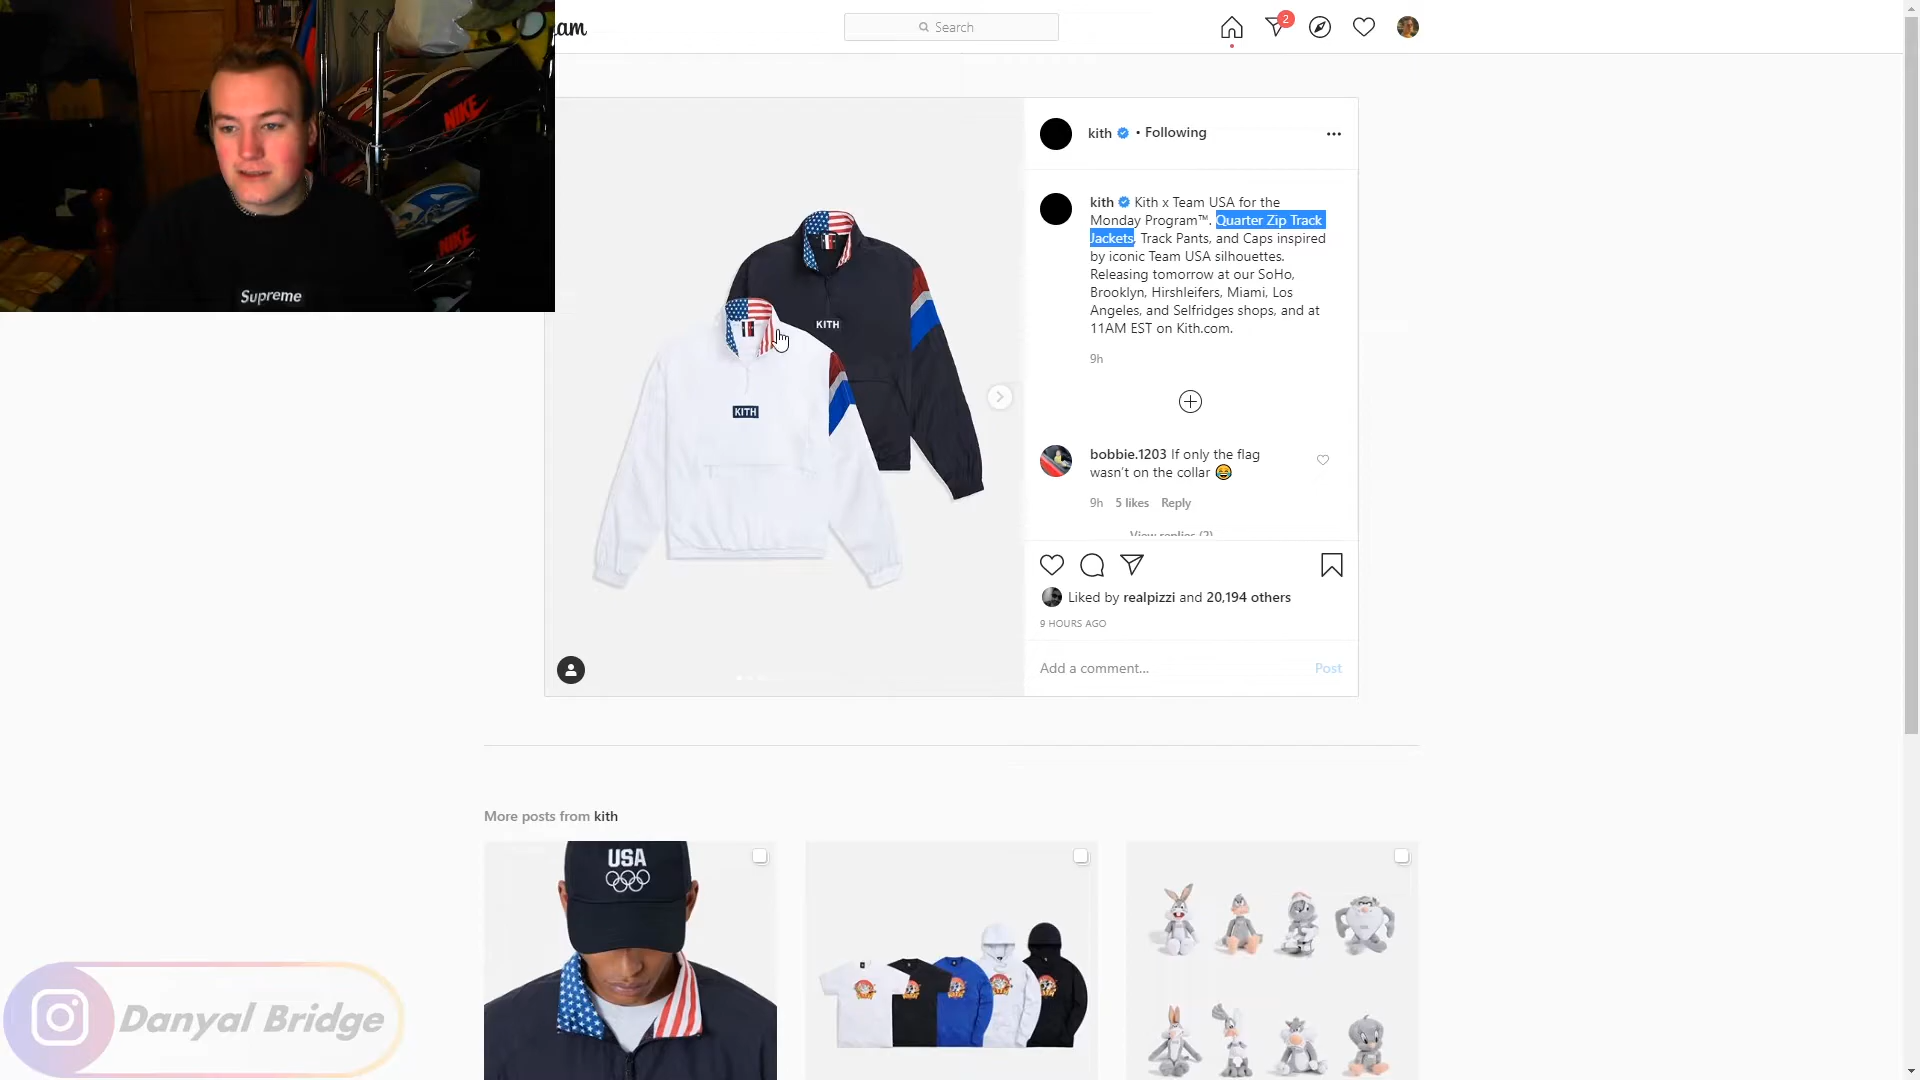 am
Search
2
NIKE
NIKE
Supreme
kith • Following
kith Kith x Team USA for the
Monday Program™. Quarter Zip Track
Jackets, Track Pants, and Caps inspired
by iconic Team USA silhouettes.
Releasing tomorrow at our SoHo,
Brooklyn, Hirshleifers, Miami, Los
Angeles, and Selfridges shops, and at
11AM EST on Kith.com.
9h
KITH
KITH
bobbie.1203 If only the flag
wasn't on the collar 😂
9h 5 likes Reply
View replies (2)
Liked by realpizzi and 20,194 others
9 HOURS AGO
Add a comment... Post
More posts from kith
USA
Danyal Bridge